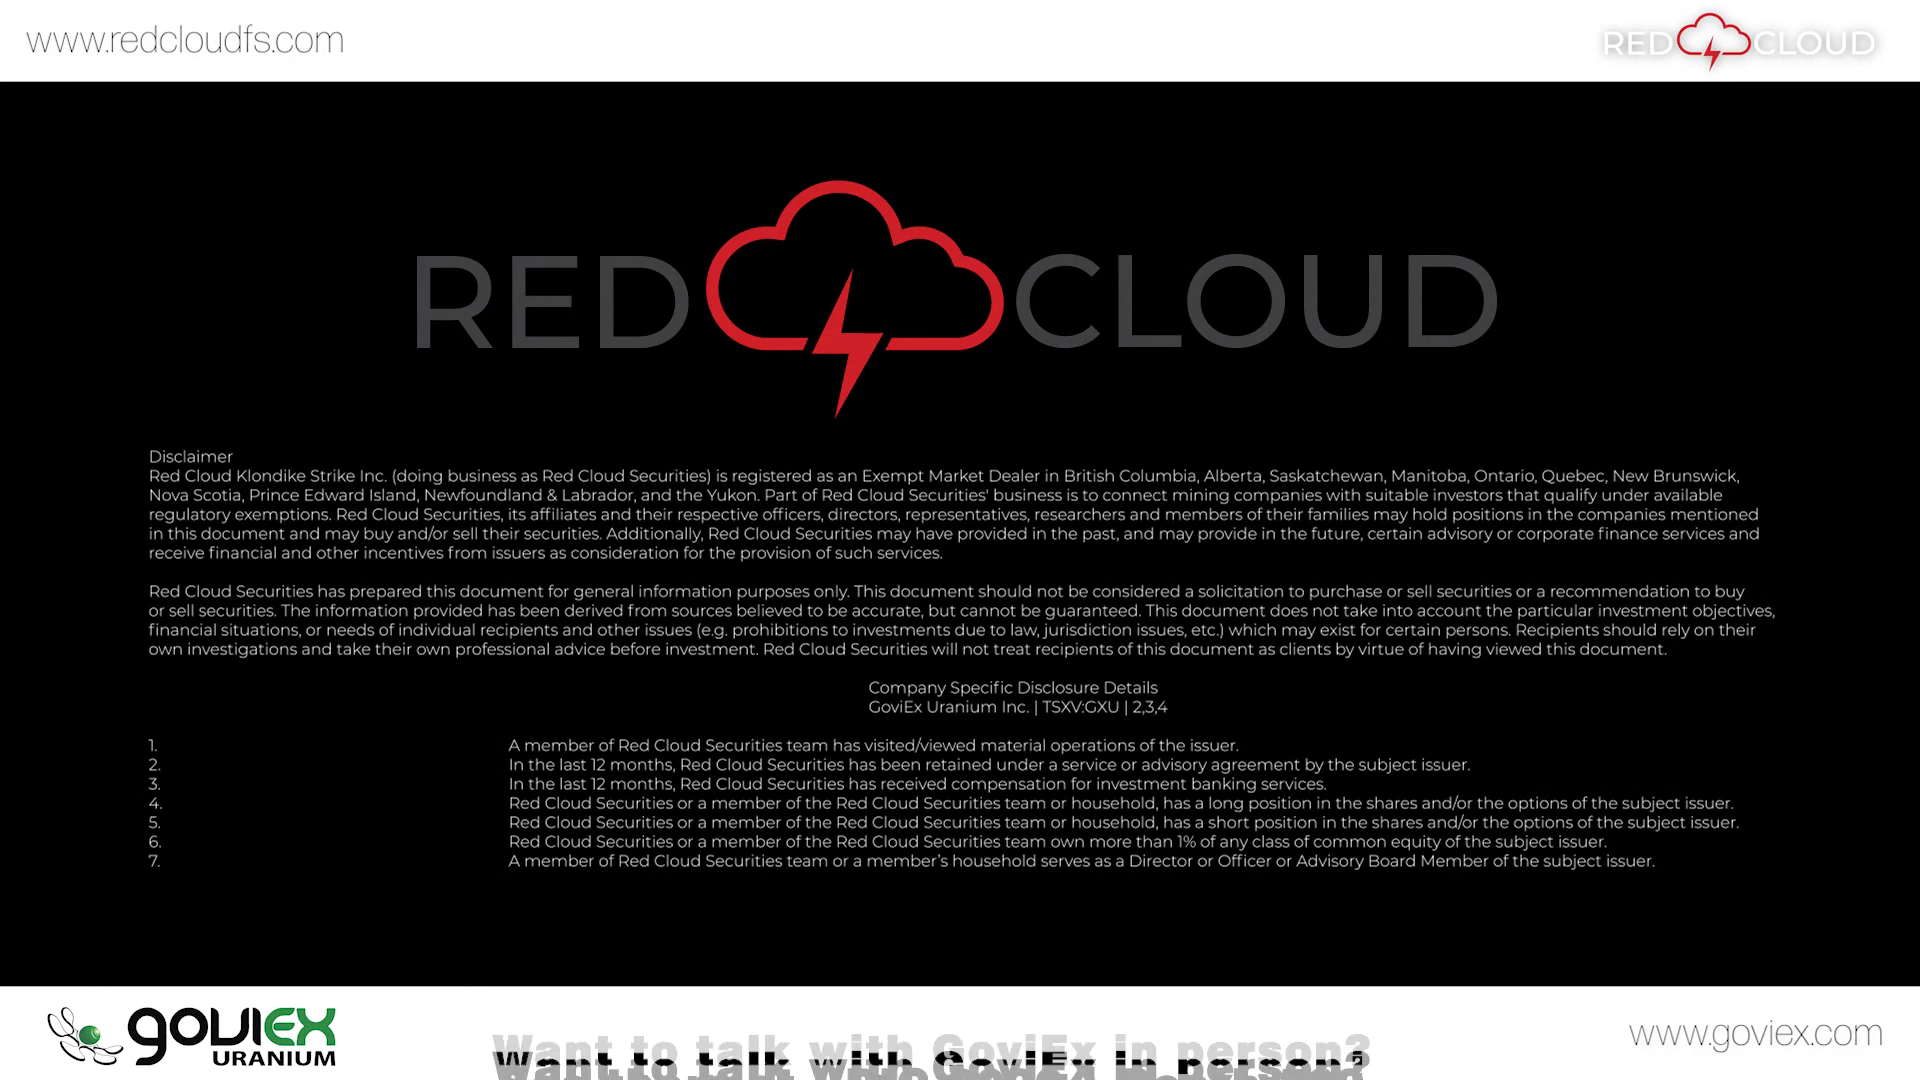 www.redcloudfs.com
RED CLOUD
RED CLOUD
Disclaimer
Red Cloud Klondike Strike Inc. (doing business as Red Cloud Securities) is registered as an Exempt Market Dealer in British Columbia, Alberta, Saskatchewan, Manitoba, Ontario, Quebec, New Brunswick,
Nova Scotia, Prince Edward Island, Newfoundland & Labrador, and the Yukon. Part of Red Cloud Securities' business is to connect mining companies with suitable investors that qualify under available
regulatory exemptions. Red Cloud Securities, its affiliates and their respective officers, directors, representatives, researchers and members of their families may hold positions in the companies mentioned
in this document and may buy and/or sell their securities. Additionally, Red Cloud Securities may have provided in the past, and may provide in the future, certain advisory or corporate finance services and
receive financial and other incentives from issuers as consideration for the provision of such services.
Red Cloud Securities has prepared this document for general information purposes only. This document should not be considered a solicitation to purchase or sell securities or a recommendation to buy
or sell securities. The information provided has been derived from sources believed to be accurate, but cannot be guaranteed. This document does not take into account the particular investment objectives,
financial situations, or needs of individual recipients and other issues (e.g. prohibitions to investments due to law, jurisdiction issues, etc.) which may exist for certain persons. Recipients should rely on their
own investigations and take their own professional advice before investment. Red Cloud Securities will not treat recipients of this document as clients by virtue of having viewed this document.
Company Specific Disclosure Details
GoviEx Uranium Inc. | TSXV:GXU | 2,3,4
1. A member of Red Cloud Securities team has visited/viewed material operations of the issuer.
2. In the last 12 months, Red Cloud Securities has been retained under a service or advisory agreement by the subject issuer.
3. In the last 12 months, Red Cloud Securities has received compensation for investment banking services.
4. Red Cloud Securities or a member of the Red Cloud Securities team or household, has a long position in the shares and/or the options of the subject issuer.
5. Red Cloud Securities or a member of the Red Cloud Securities team or household, has a short position in the shares and/or the options of the subject issuer.
6. Red Cloud Securities or a member of the Red Cloud Securities team own more than 1% of any class of common equity of the subject issuer.
7. A member of Red Cloud Securities team or a member's household serves as a Director or Officer or Advisory Board Member of the subject issuer.
goviEX
URANIUM
Want to talk with GoviEx in person?
www.goviex.com